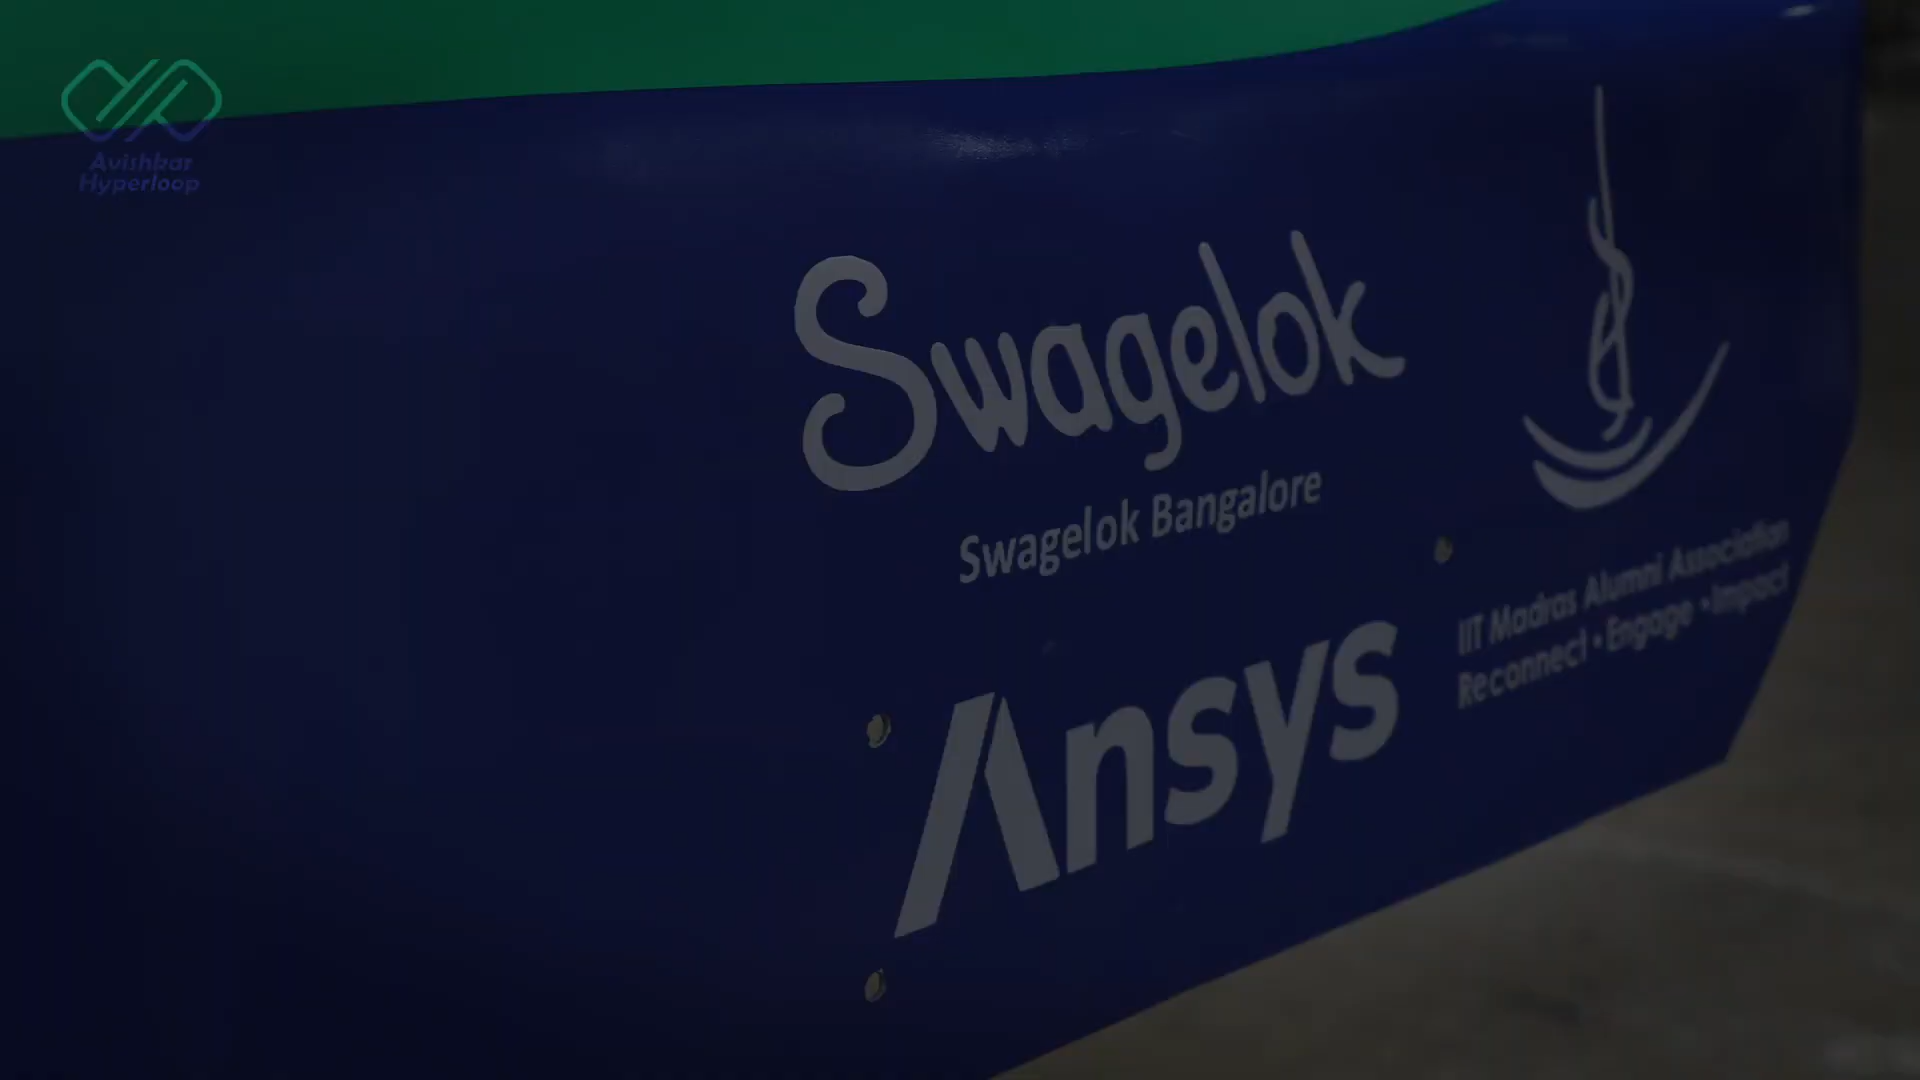 Avishkar
Hyperloop
Swagelok
Swagelok Bangalore
Ansys
IIT Madras Alumni Association
Reconnect • Engage • Impact